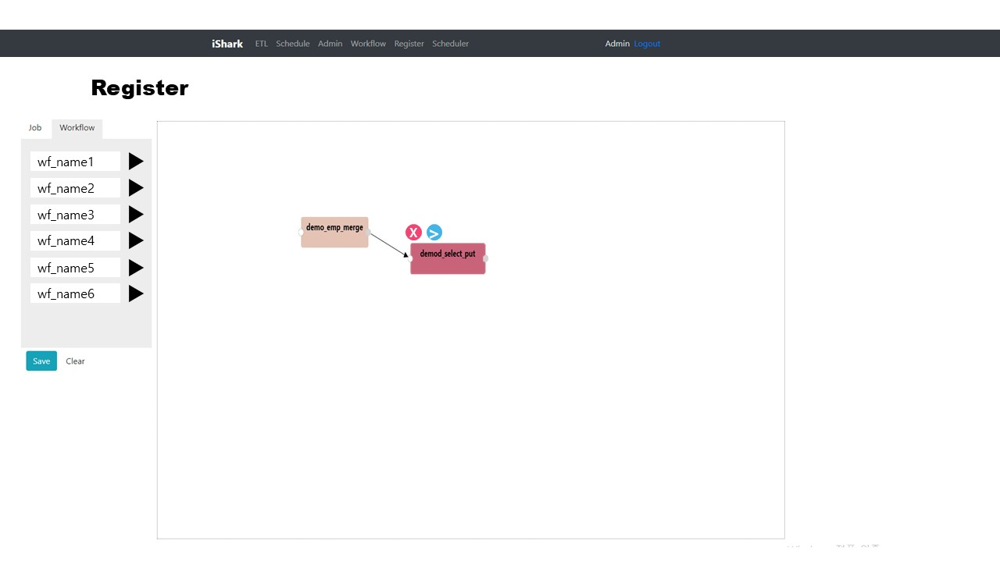 iShark ETL Schedule Admin Workflow Register Scheduler Admin Logout
Register
Job Workflow
wf_name1
wf_name2
wf_name3
wf_name4
wf_name5
wf_name6
Save Clear
demo_emp_merge
X >
demod_select_put